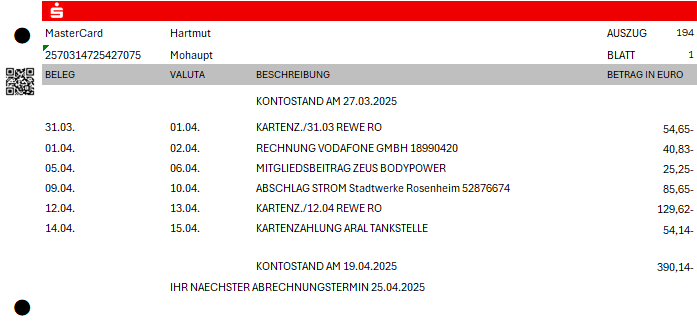 MasterCard Hartmut AUSZUG 194
2570314725427075 Mohaupt BLATT 1
BELEG VALUTA BESCHREIBUNG BETRAG IN EURO
KONTOSTAND AM 27.03.2025
31.03. 01.04. KARTENZ./31.03 REWE RO 54,65-
01.04. 02.04. RECHNUNG VODAFONE GMBH 18990420 40,83-
05.04. 06.04. MITGLIEDSBEITRAG ZEUS BODYPOWER 25,25-
09.04. 10.04. ABSCHLAG STROM Stadtwerke Rosenheim 52876674 85,65-
12.04. 13.04. KARTENZ./12.04 REWE RO 129,62-
14.04. 15.04. KARTENZAHLUNG ARAL TANKSTELLE 54,14-
KONTOSTAND AM 19.04.2025 390,14-
IHR NAECHSTER ABRECHNUNGSTERMIN 25.04.2025